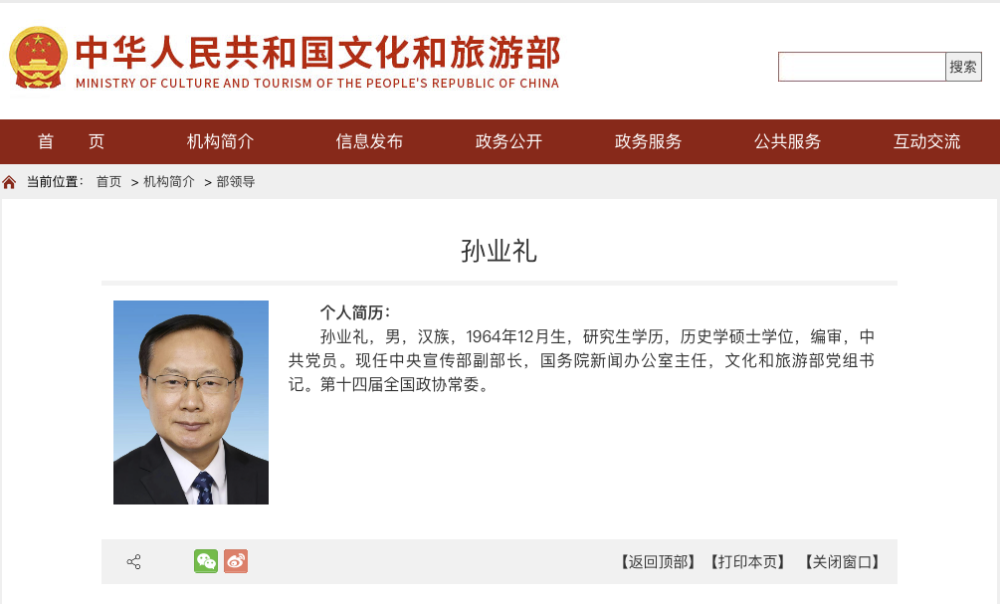 中华人民共和国文化和旅游部
MINISTRY OF CULTURE AND TOURISM OF THE PEOPLE'S REPUBLIC OF CHINA
搜索
首 页 机构简介 信息发布 政务公开 政务服务 公共服务 互动交流
当前位置： 首页 > 机构简介 > 部领导
孙业礼
个人简历：
孙业礼，男，汉族，1964年12月生，研究生学历，历史学硕士学位，编审，中
共党员。现任中央宣传部副部长，国务院新闻办公室主任，文化和旅游部党组书
记。第十四届全国政协常委。
【返回顶部】 【打印本页】 【关闭窗口】